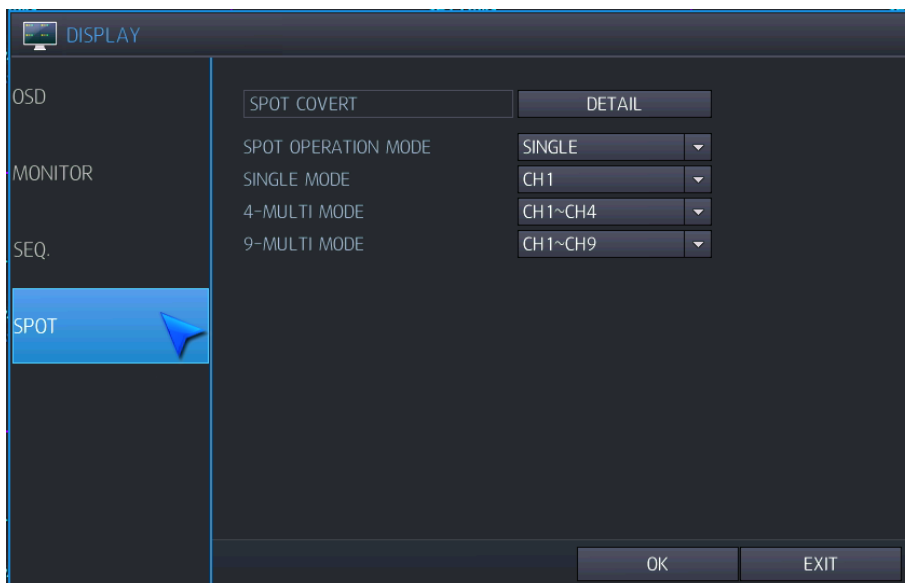 DISPLAY
OSD
MONITOR
SEQ.
SPOT
SPOT COVERT DETAIL
SPOT OPERATION MODE SINGLE
SINGLE MODE CH1
4-MULTI MODE CH1~CH4
9-MULTI MODE CH1~CH9
OK EXIT